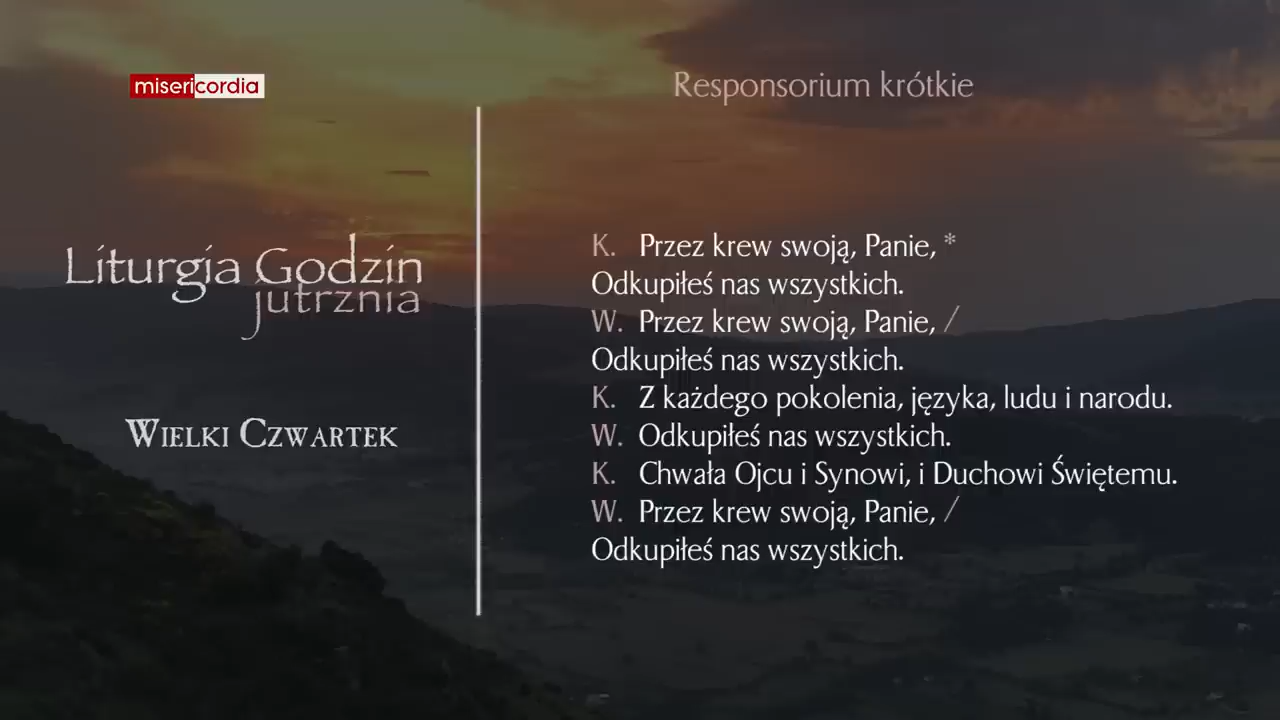 misericordia
Liturgia Godzin
jutrznia
Wielki Czwartek
Responsorium krótkie
K. Przez krew swoją, Panie, *
Odkupiłeś nas wszystkich.
W. Przez krew swoją, Panie, /
Odkupiłeś nas wszystkich.
K. Z każdego pokolenia, języka, ludu i narodu.
W. Odkupiłeś nas wszystkich.
K. Chwała Ojcu i Synowi, i Duchowi Świętemu.
W. Przez krew swoją, Panie, /
Odkupiłeś nas wszystkich.